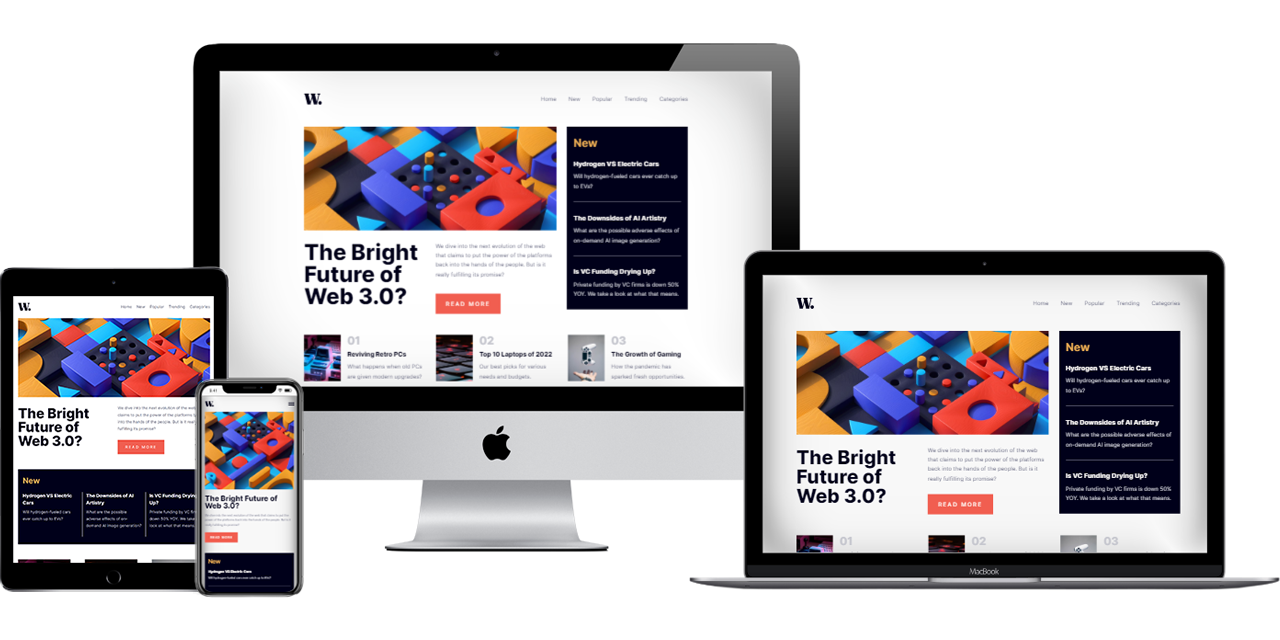 W.
Home New Popular Trending Categories
New
Hydrogen VS Electric Cars
Will hydrogen-fueled cars ever catch up
to EVs?
The Downsides of AI Artistry
What are the possible adverse effects of
on-demand AI image generation?
Is VC Funding Drying Up?
Private funding by VC firms is down 50%
YOY. We take a look at what that means.
The Bright
Future of
Web 3.0?
We dive into the next evolution of the web
that claims to put the power of the platforms
back into the hands of the people. But is it
really fulfilling its promise?
READ MORE
01
Reviving Retro PCs
What happens when old PCs
are given modern upgrades?
02
Top 10 Laptops of 2022
Our best picks for various
needs and budgets.
03
The Growth of Gaming
How the pandemic has
sparked fresh opportunities.
W.
Home New Popular Trending Categories
The Bright
Future of
Web 3.0?
We dive into the next evolution of the web
claims to put the power of the platforms
into the hands of the people. But is it
fulfilling its promise?
READ MORE
New
Hydrogen VS Electric
Cars
Will hydrogen-fueled cars
ever catch up to EVs?
The Downsides of AI
Artistry
What are the possible
adverse effects of on-
demand AI image generation?
Is VC Funding Drying
Up?
Private funding by VC
down 50% YOY. We
look at what that means.
W.
The Bright Future of
Web 3.0?
READ MORE
New
Hydrogen VS Electric Cars
Will hydrogen-fueled cars ever catch up to EVs?
W.
Home New Popular Trending Categories
New
Hydrogen VS Electric Cars
Will hydrogen-fueled cars ever catch up
to EVs?
The Downsides of AI Artistry
What are the possible adverse effects of
on-demand AI image generation?
Is VC Funding Drying Up?
Private funding by VC firms is down 50%
YOY. We take a look at what that means.
The Bright
Future of
Web 3.0?
We dive into the next evolution of the web
that claims to put the power of the platforms
back into the hands of the people. But is it
really fulfilling its promise?
READ MORE
01
02
03
MacBook